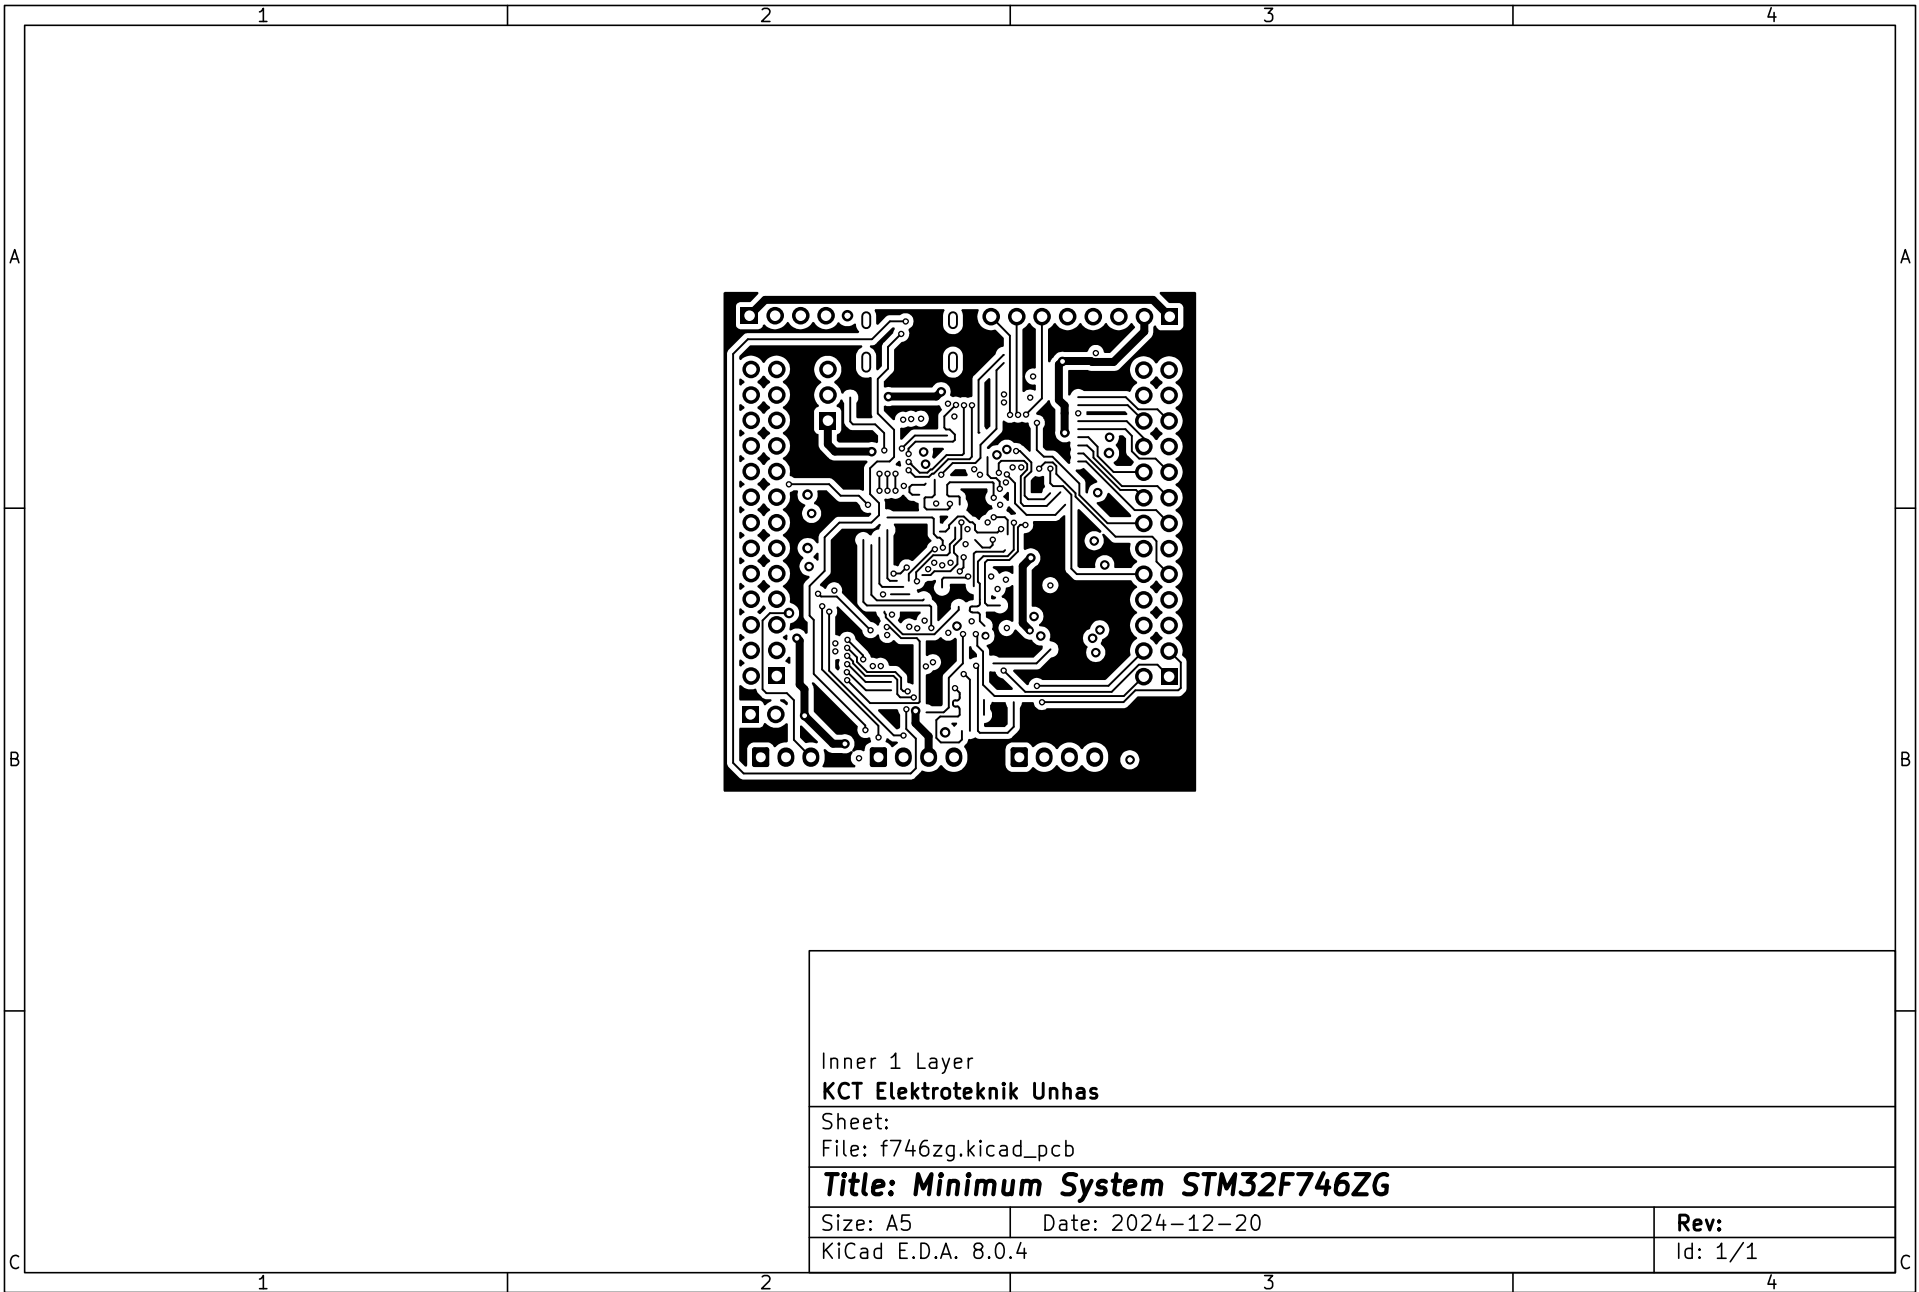 1 2 3 4
A A
B B
C C
Inner 1 Layer
KCT Elektroteknik Unhas
Sheet:
File: f746zg.kicad_pcb
Title: Minimum System STM32F746ZG
Size: A5 Date: 2024-12-20 Rev:
KiCad E.D.A. 8.0.4 Id: 1/1
1 2 3 4